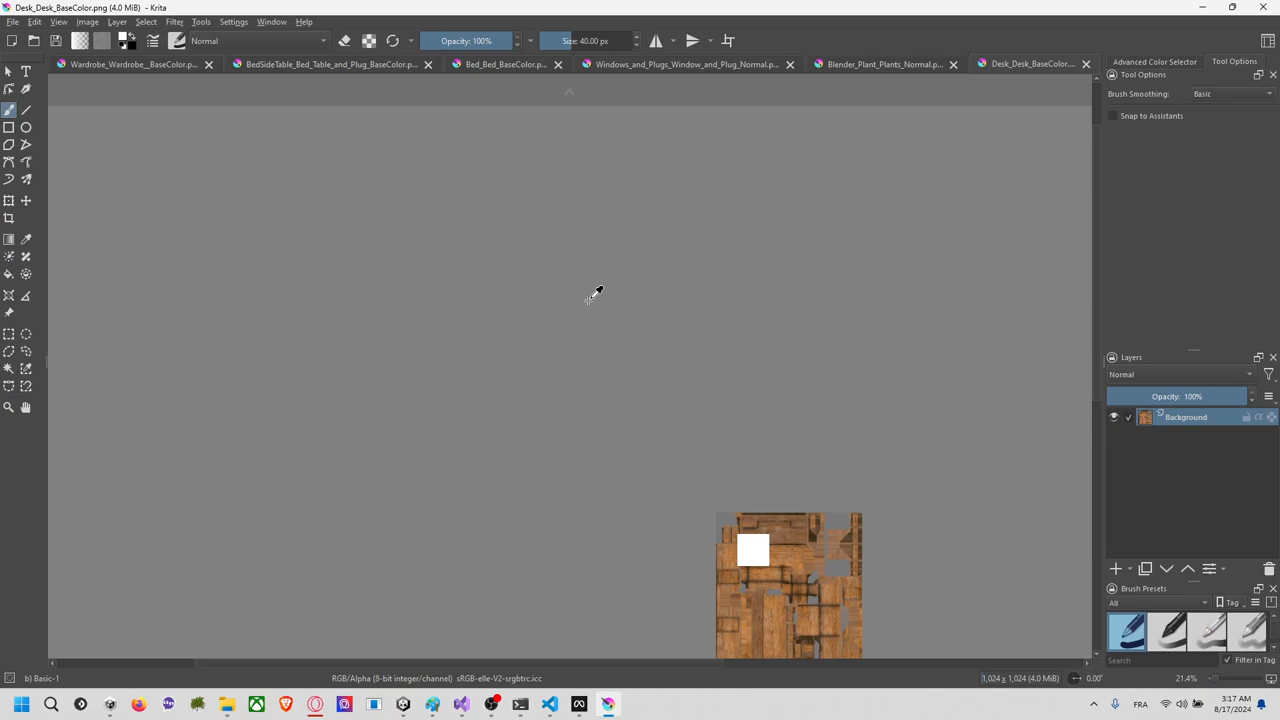 Desk_Desk_BaseColor.png (4.0 MiB) - Krita
File Edit View Image Layer Select Filter Tools Settings Window Help
Normal Opacity: 100% Size: 40.00 px
Wardrobe_Wardrobe__BaseColor.p... BedSideTable_Bed_Table_and_Plug_BaseColor.p... Bed_Bed_BaseColor.p... Windows_and_Plugs_Window_and_Plug_Normal.p... Blender_Plant_Plants_Normal.p... Desk_Desk_BaseColor....
Advanced Color Selector Tool Options
Tool Options
Brush Smoothing: Basic
Snap to Assistants
Layers
Normal
Opacity: 100%
Background
Brush Presets
All Tag
Search Filter in Tag
b) Basic-1 RGB/Alpha (8-bit integer/channel) sRGB-elle-V2-srgbtrc.icc 1,024 x 1,024 (4.0 MiB) 0.00° 21.4%
FRA 3:17 AM
8/17/2024